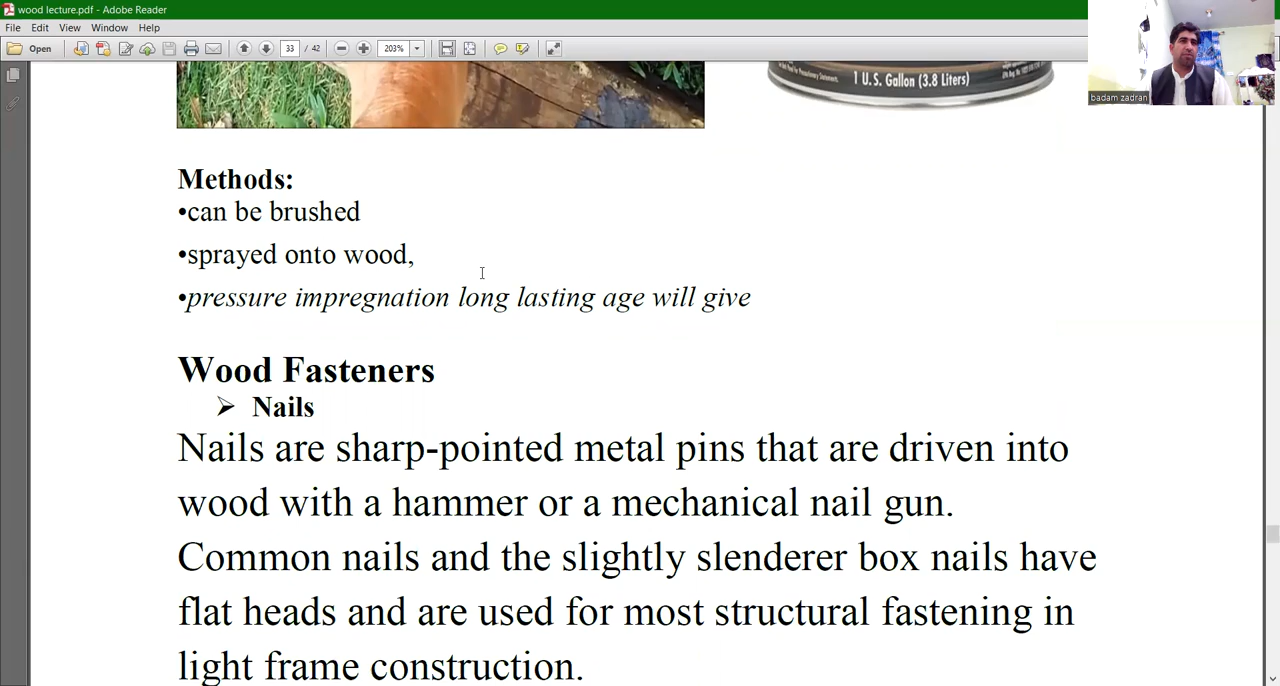 wood lecture.pdf - Adobe Reader
File Edit View Window Help
Open 33 / 42 203%
badam zadran
1 U.S. Gallon (3.8 Liters)
Methods:
•can be brushed
•sprayed onto wood,
•pressure impregnation long lasting age will give
Wood Fasteners
➢ Nails
Nails are sharp-pointed metal pins that are driven into
wood with a hammer or a mechanical nail gun.
Common nails and the slightly slenderer box nails have
flat heads and are used for most structural fastening in
light frame construction.